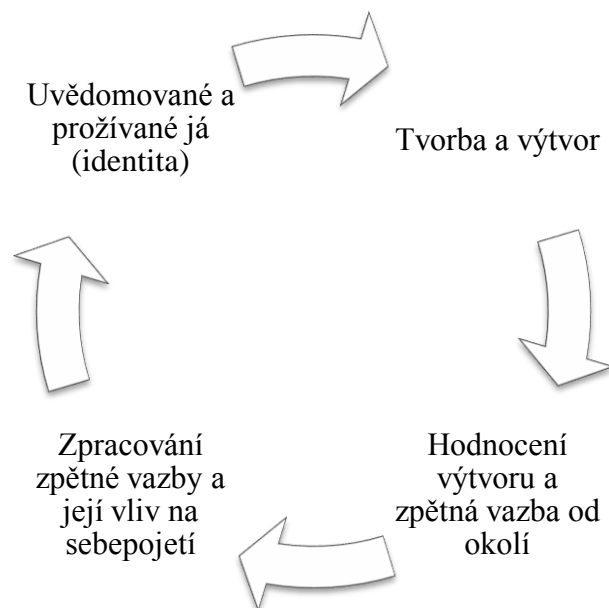 Uvědomované a
prožívané já
(identita)
Tvorba a výtvor
Hodnocení
výtvoru a
zpětná vazba od
okolí
Zpracování
zpětné vazby a
její vliv na
sebepojetí